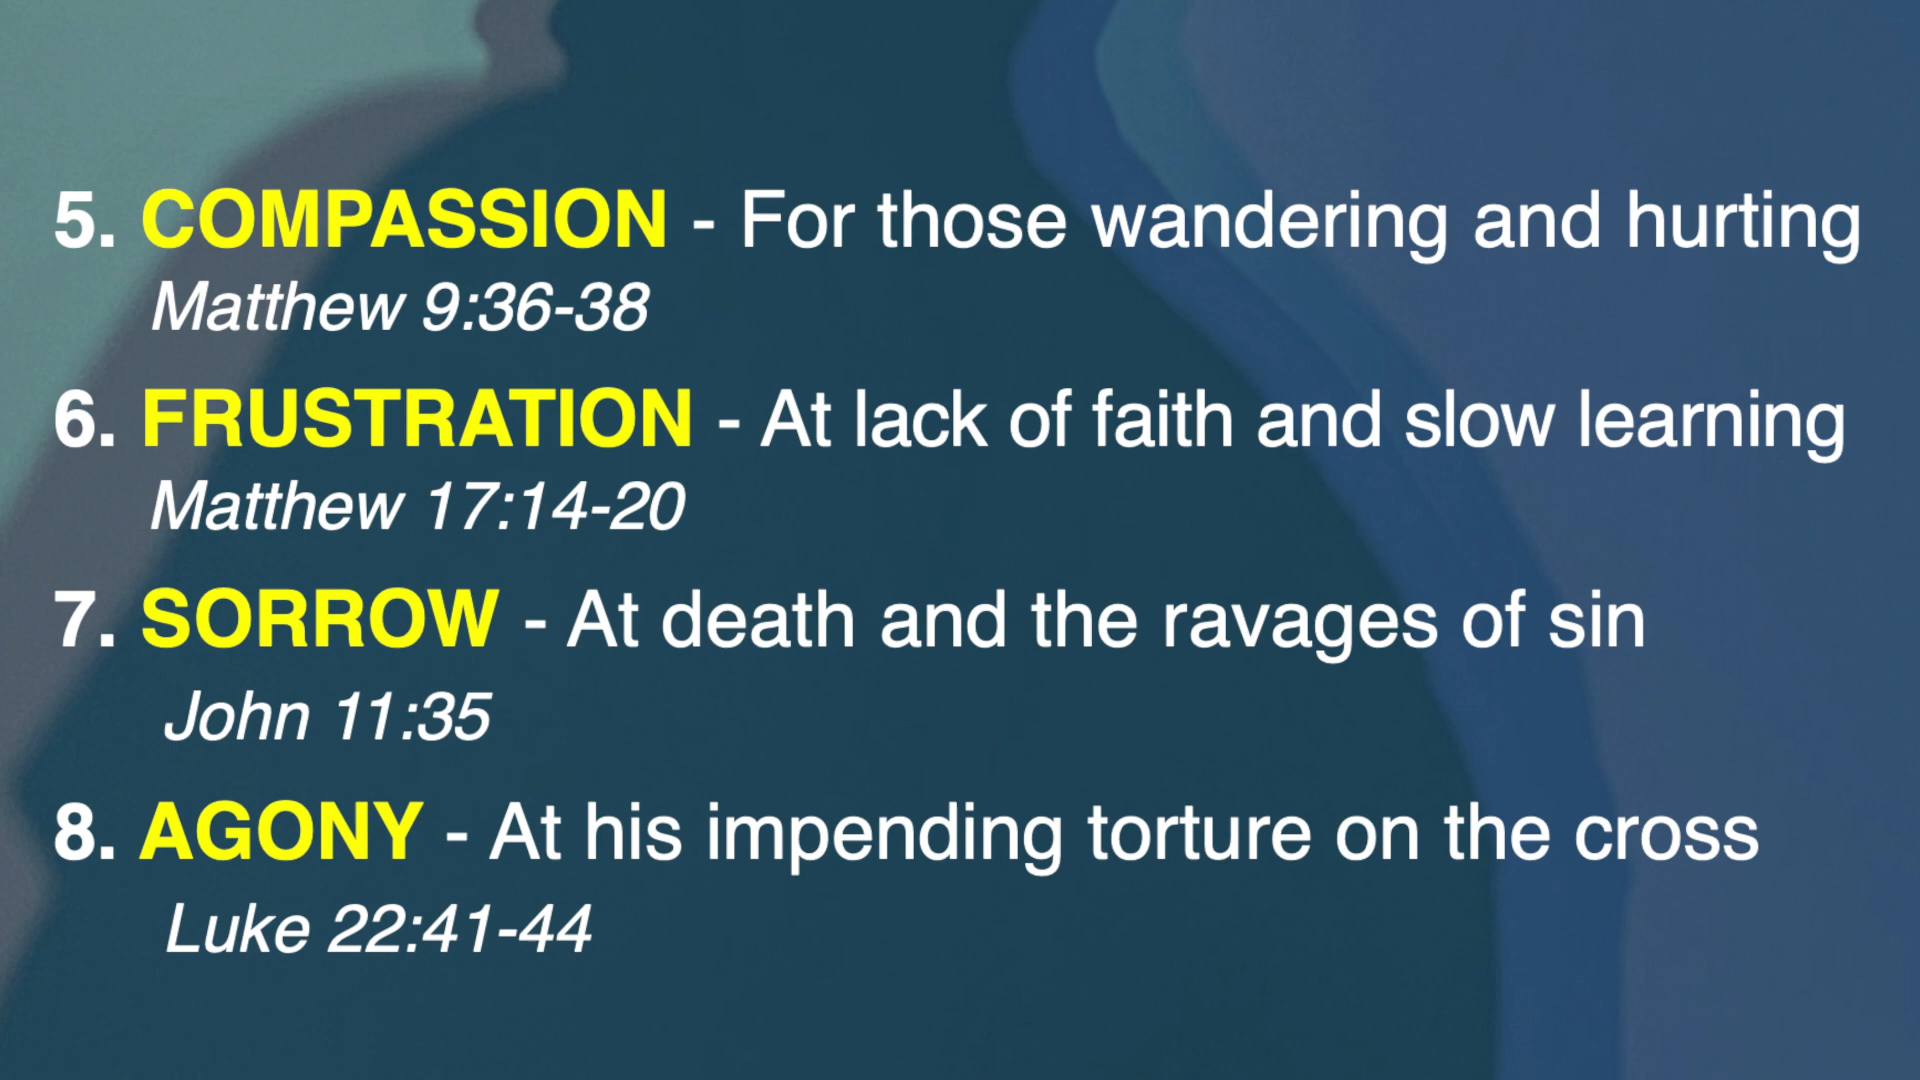 5. COMPASSION - For those wandering and hurting
Matthew 9:36-38
6. FRUSTRATION - At lack of faith and slow learning
Matthew 17:14-20
7. SORROW - At death and the ravages of sin
John 11:35
8. AGONY - At his impending torture on the cross
Luke 22:41-44